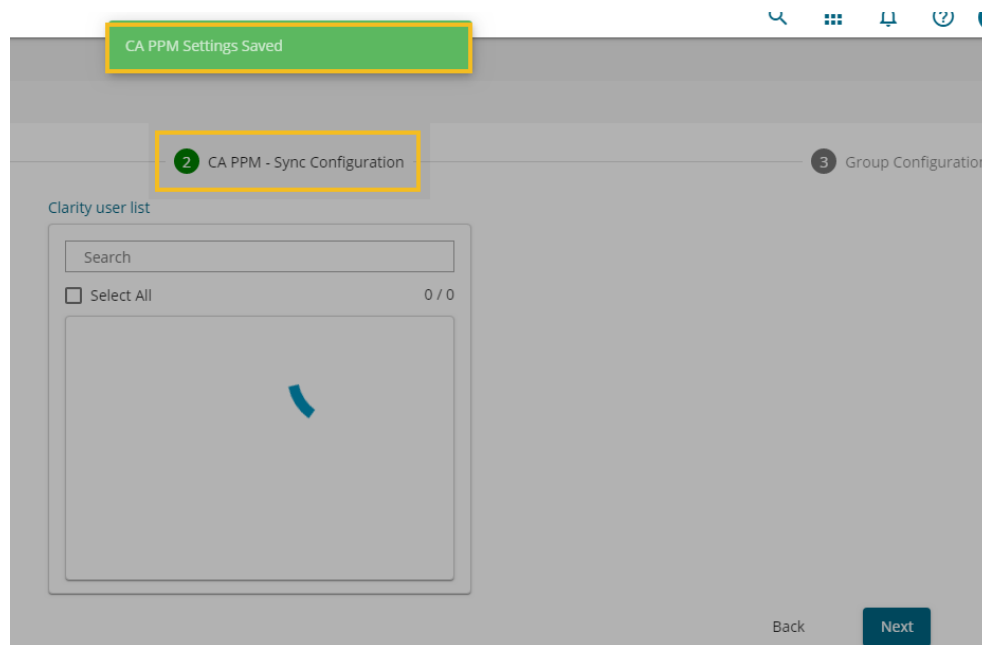 CA PPM Settings Saved
2 CA PPM - Sync Configuration
3 Group Configuration
Clarity user list
Search
Select All 0 / 0
Back Next